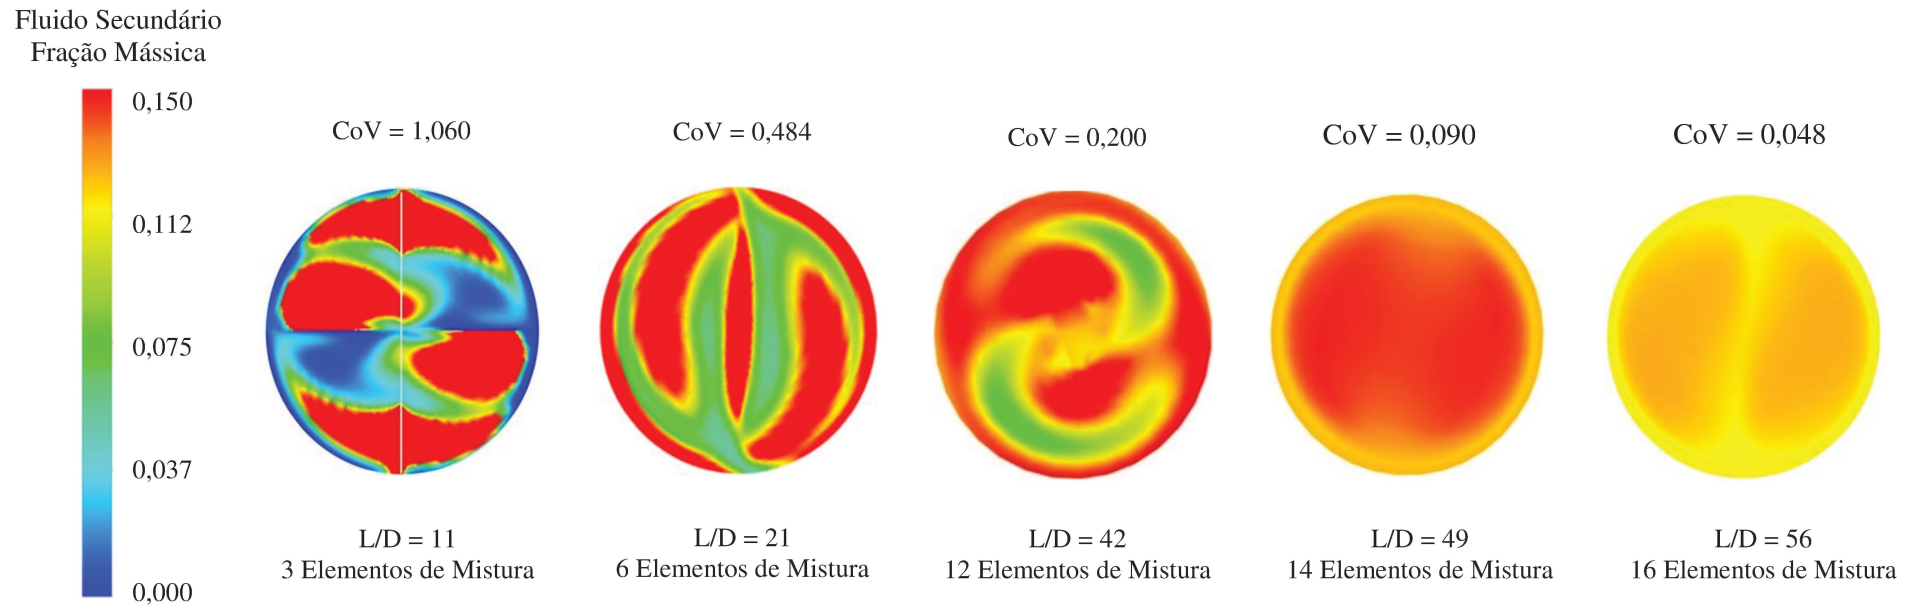 Fluido Secundário
Fração Mássica
0,150
0,112
0,075
0,037
0,000
CoV = 1,060
CoV = 0,484
CoV = 0,200
CoV = 0,090
CoV = 0,048
L/D = 11
3 Elementos de Mistura
L/D = 21
6 Elementos de Mistura
L/D = 42
12 Elementos de Mistura
L/D = 49
14 Elementos de Mistura
L/D = 56
16 Elementos de Mistura